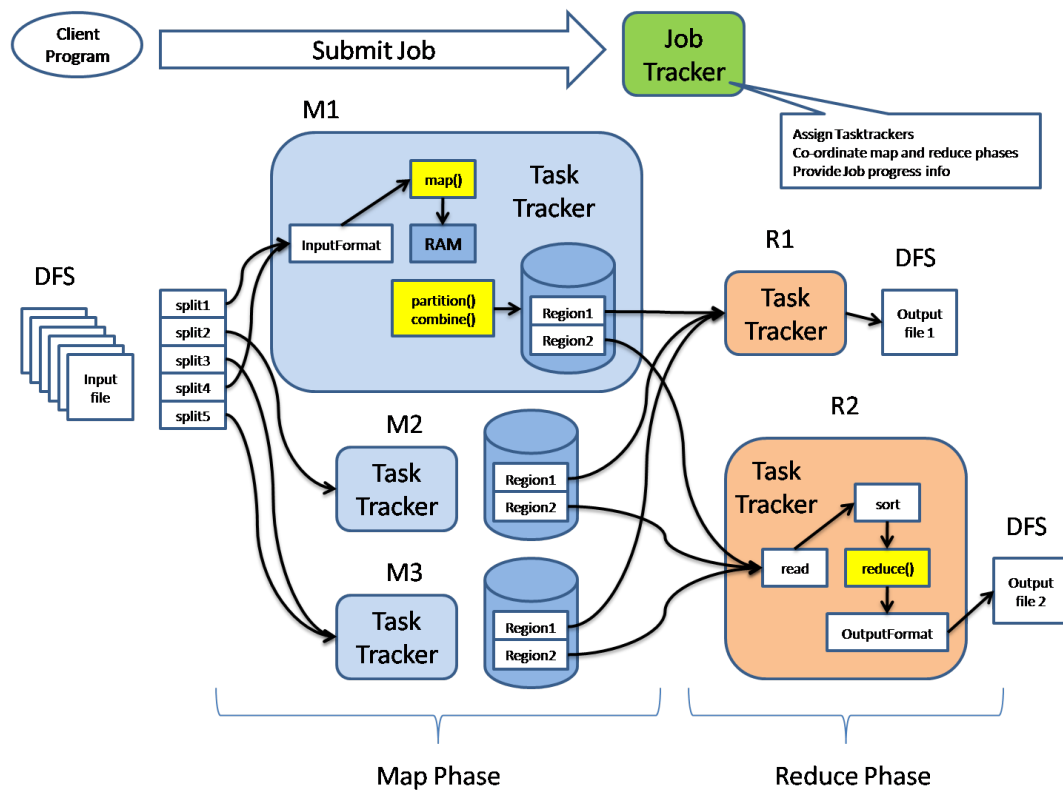 Client
Program
Submit Job
Job
Tracker
Assign Tasktrackers
Co-ordinate map and reduce phases
Provide Job progress info
M1
map()
Task
Tracker
InputFormat
RAM
partition()
combine()
Region1
Region2
DFS
Input
file
split1
split2
split3
split4
split5
M2
Task
Tracker
Region1
Region2
M3
Task
Tracker
Region1
Region2
R1
Task
Tracker
DFS
Output
file 1
R2
Task
Tracker
sort
read
reduce()
OutputFormat
DFS
Output
file 2
Map Phase
Reduce Phase